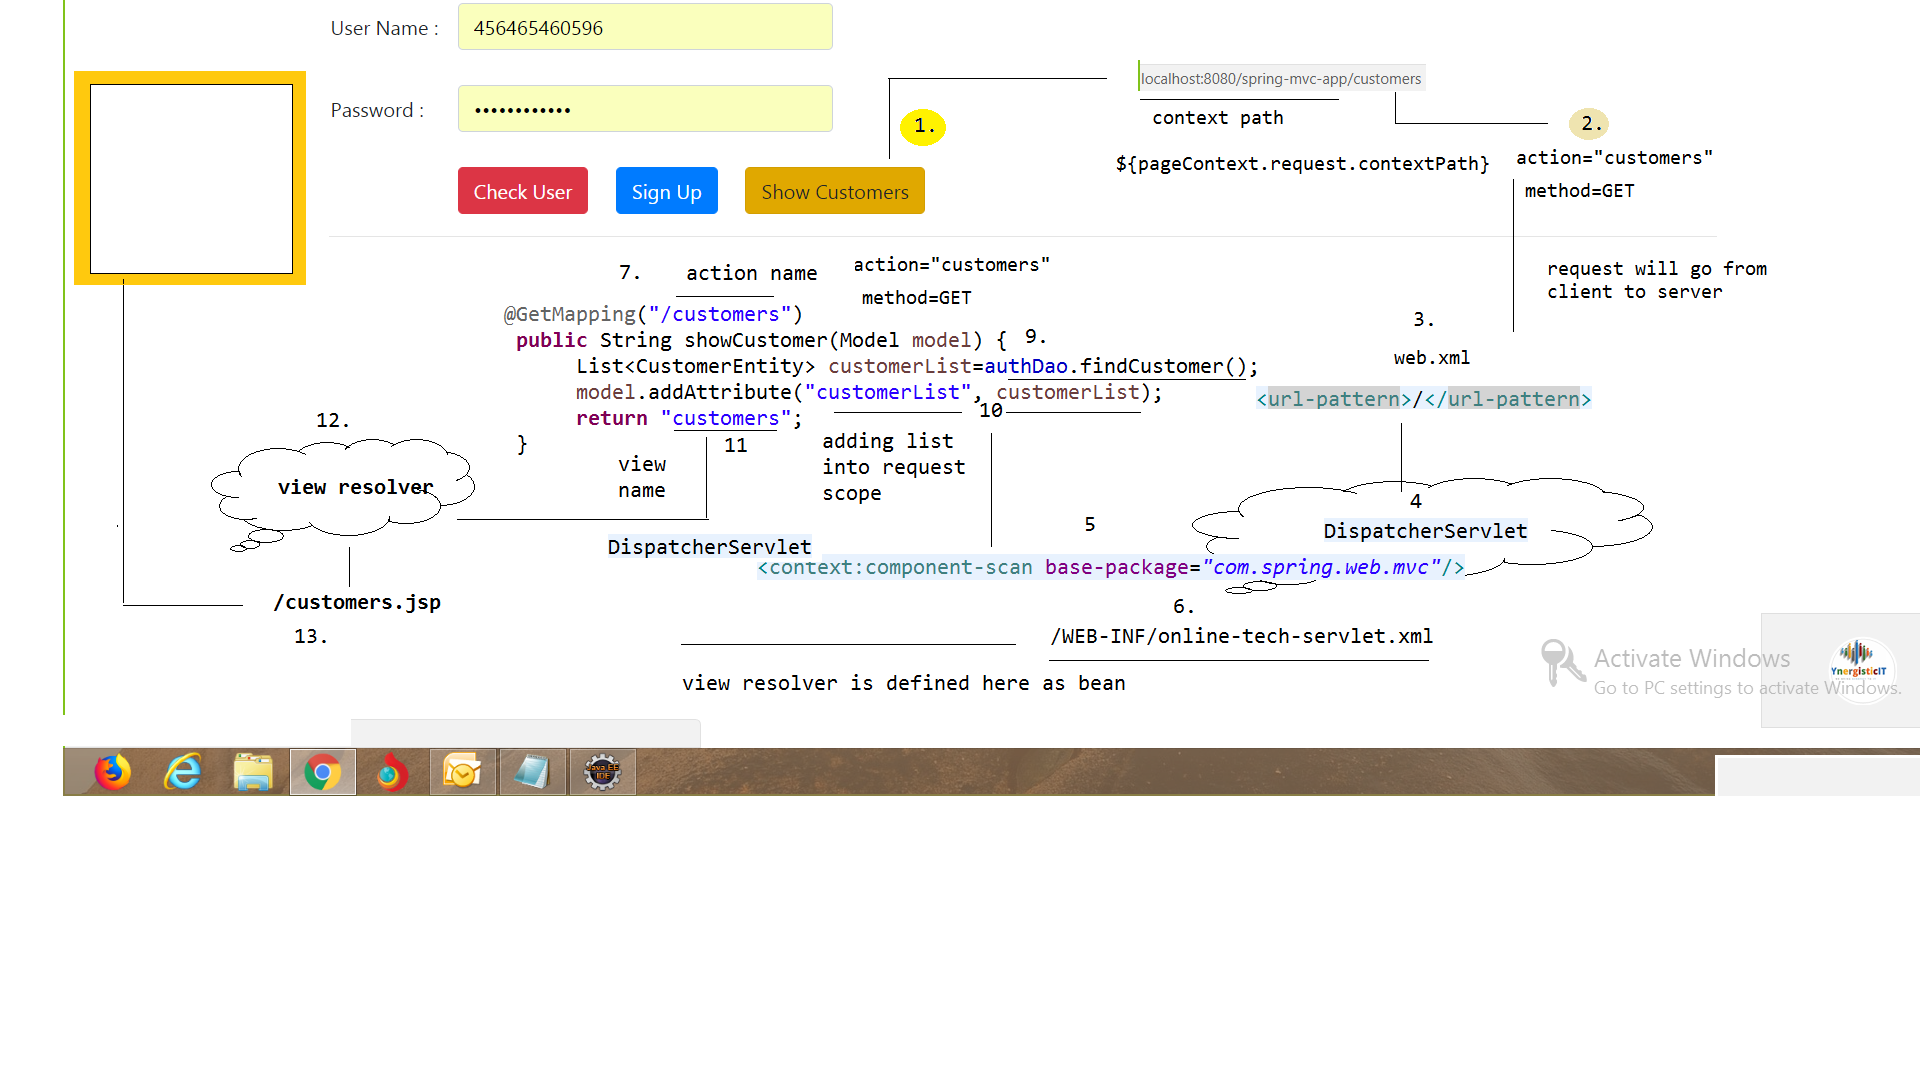 User Name :
456465460596
localhost:8080/spring-mvc-app/customers
Password :
••••••••••••
1.
context path
2.
${pageContext.request.contextPath}
action="customers"
method=GET
Check User
Sign Up
Show Customers
7.
action name
action="customers"
method=GET
request will go from
client to server
@GetMapping("/customers")
public String showCustomer(Model model) {
9.
List<CustomerEntity> customerList=authDao.findCustomer();
model.addAttribute("customerList", customerList);
return "customers";
}
3.
web.xml
<url-pattern>/</url-pattern>
10
11
12.
view resolver
view
name
adding list
into request
scope
4
DispatcherServlet
5
DispatcherServlet
<context:component-scan base-package="com.spring.web.mvc"/>
/customers.jsp
13.
6.
/WEB-INF/online-tech-servlet.xml
view resolver is defined here as bean
Activate Windows
Go to PC settings to activate Windows.
YnergisticIT
Java EE
IDE